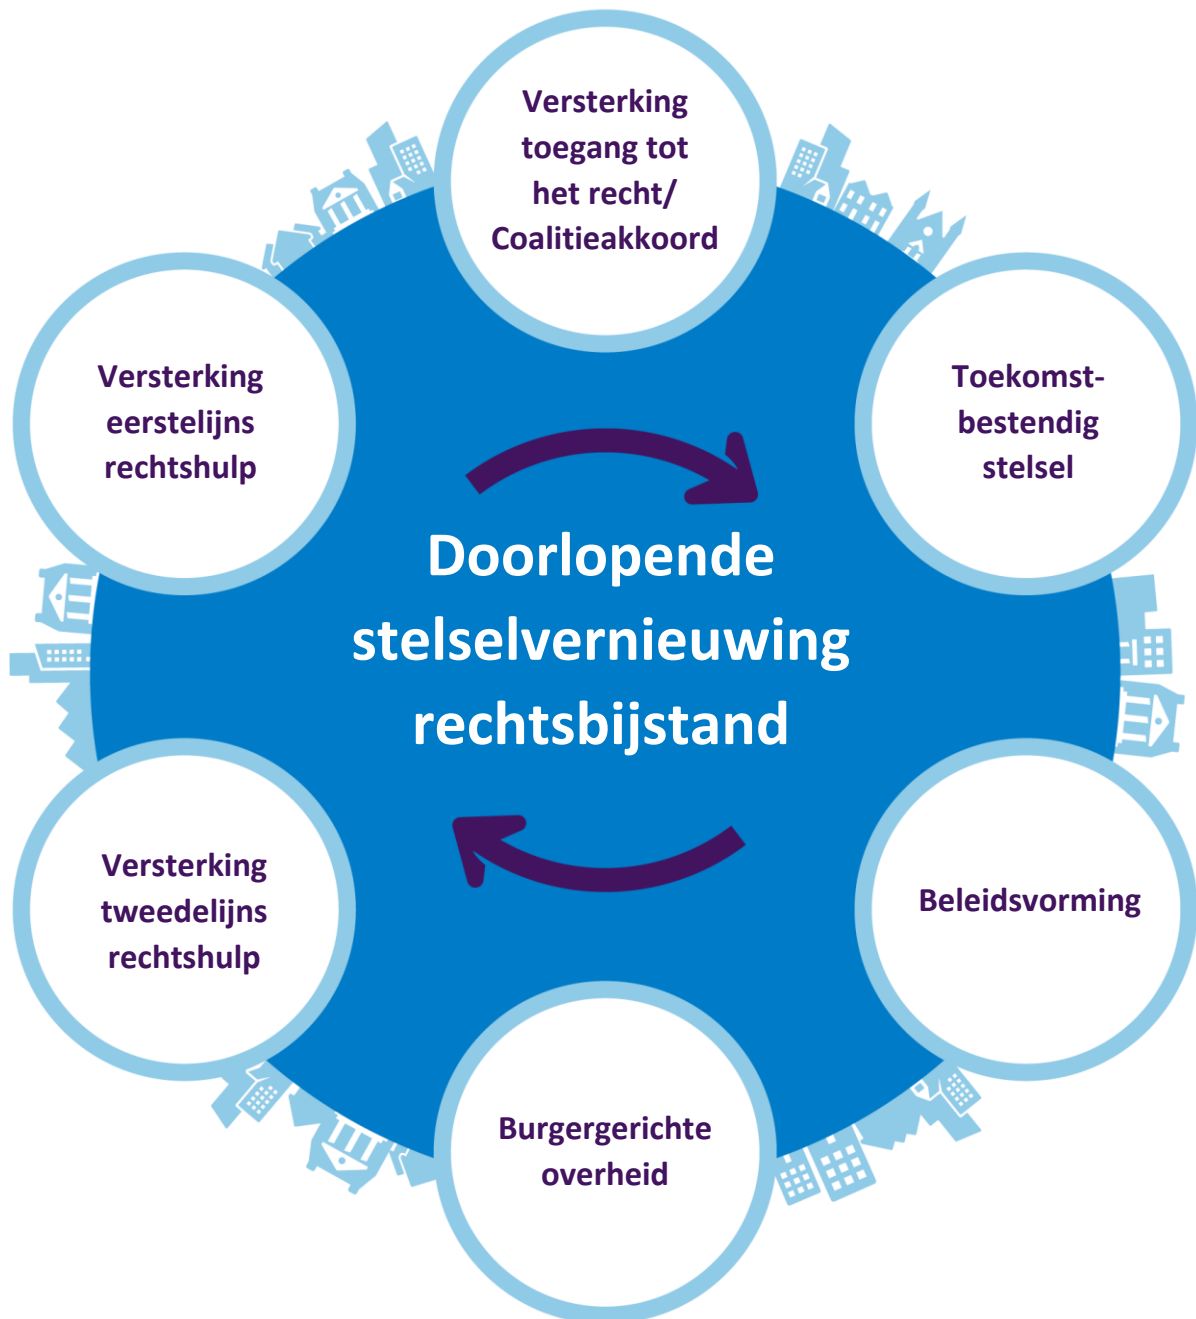 Versterking
toegang tot
het recht/
Coalitieakkoord
Toekomst-
bestendig
stelsel
Beleidsvorming
Burgergerichte
overheid
Versterking
tweedelijns
rechtshulp
Versterking
eerstelijns
rechtshulp
Doorlopende
stelselvernieuwing
rechtsbijstand